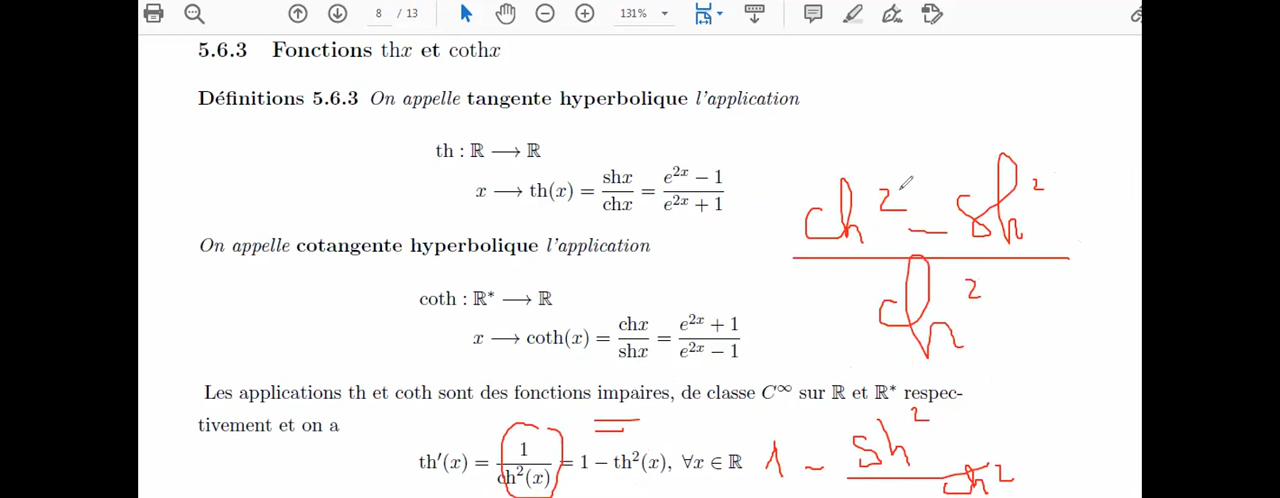 8 / 13 131%
5.6.3 Fonctions thx et cothx
Définitions 5.6.3 On appelle tangente hyperbolique l'application
th : ℝ ⟶ ℝ
x ⟶ th(x) = shx/chx = (e^{2x} − 1)/(e^{2x} + 1)
ch² − sh²
ch²
On appelle cotangente hyperbolique l'application
coth : ℝ* ⟶ ℝ
x ⟶ coth(x) = chx/shx = (e^{2x} + 1)/(e^{2x} − 1)
Les applications th et coth sont des fonctions impaires, de classe C^∞ sur ℝ et ℝ* respec-
tivement et on a
th′(x) = 1/ch²(x) = 1 − th²(x), ∀x ∈ ℝ
1 − sh²/ch²